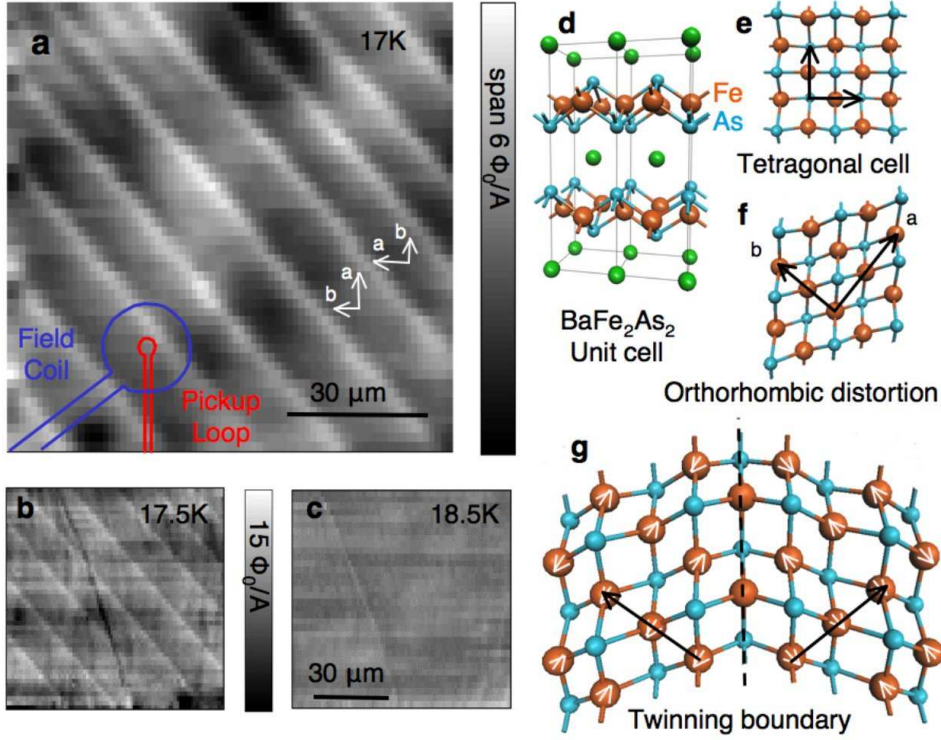 a
17K
span 6 Φ₀/A
b
a
a
b
Field
Coil
Pickup
Loop
30 μm
b
17.5K
15 Φ₀/A
c
18.5K
30 μm
d
Fe
As
BaFe₂As₂
Unit cell
e
Tetragonal cell
f
a
b
Orthorhombic distortion
g
Twinning boundary